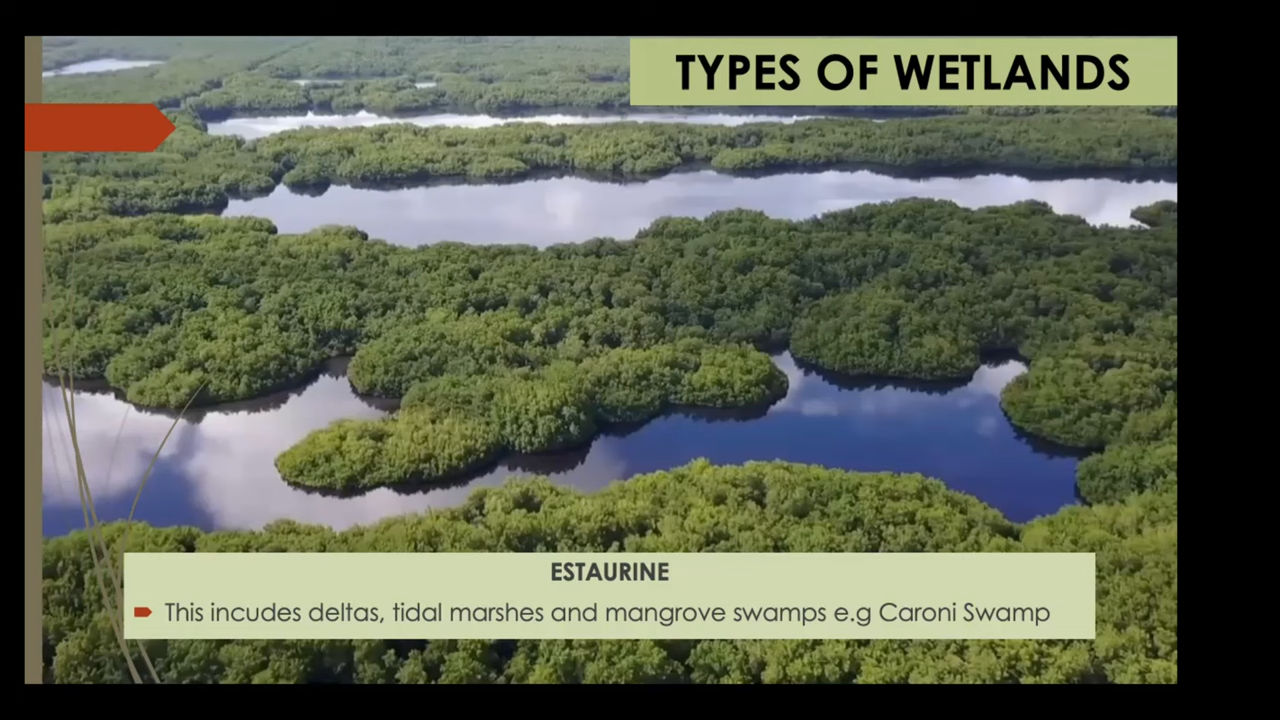 TYPES OF WETLANDS
ESTAURINE
This incudes deltas, tidal marshes and mangrove swamps e.g Caroni Swamp